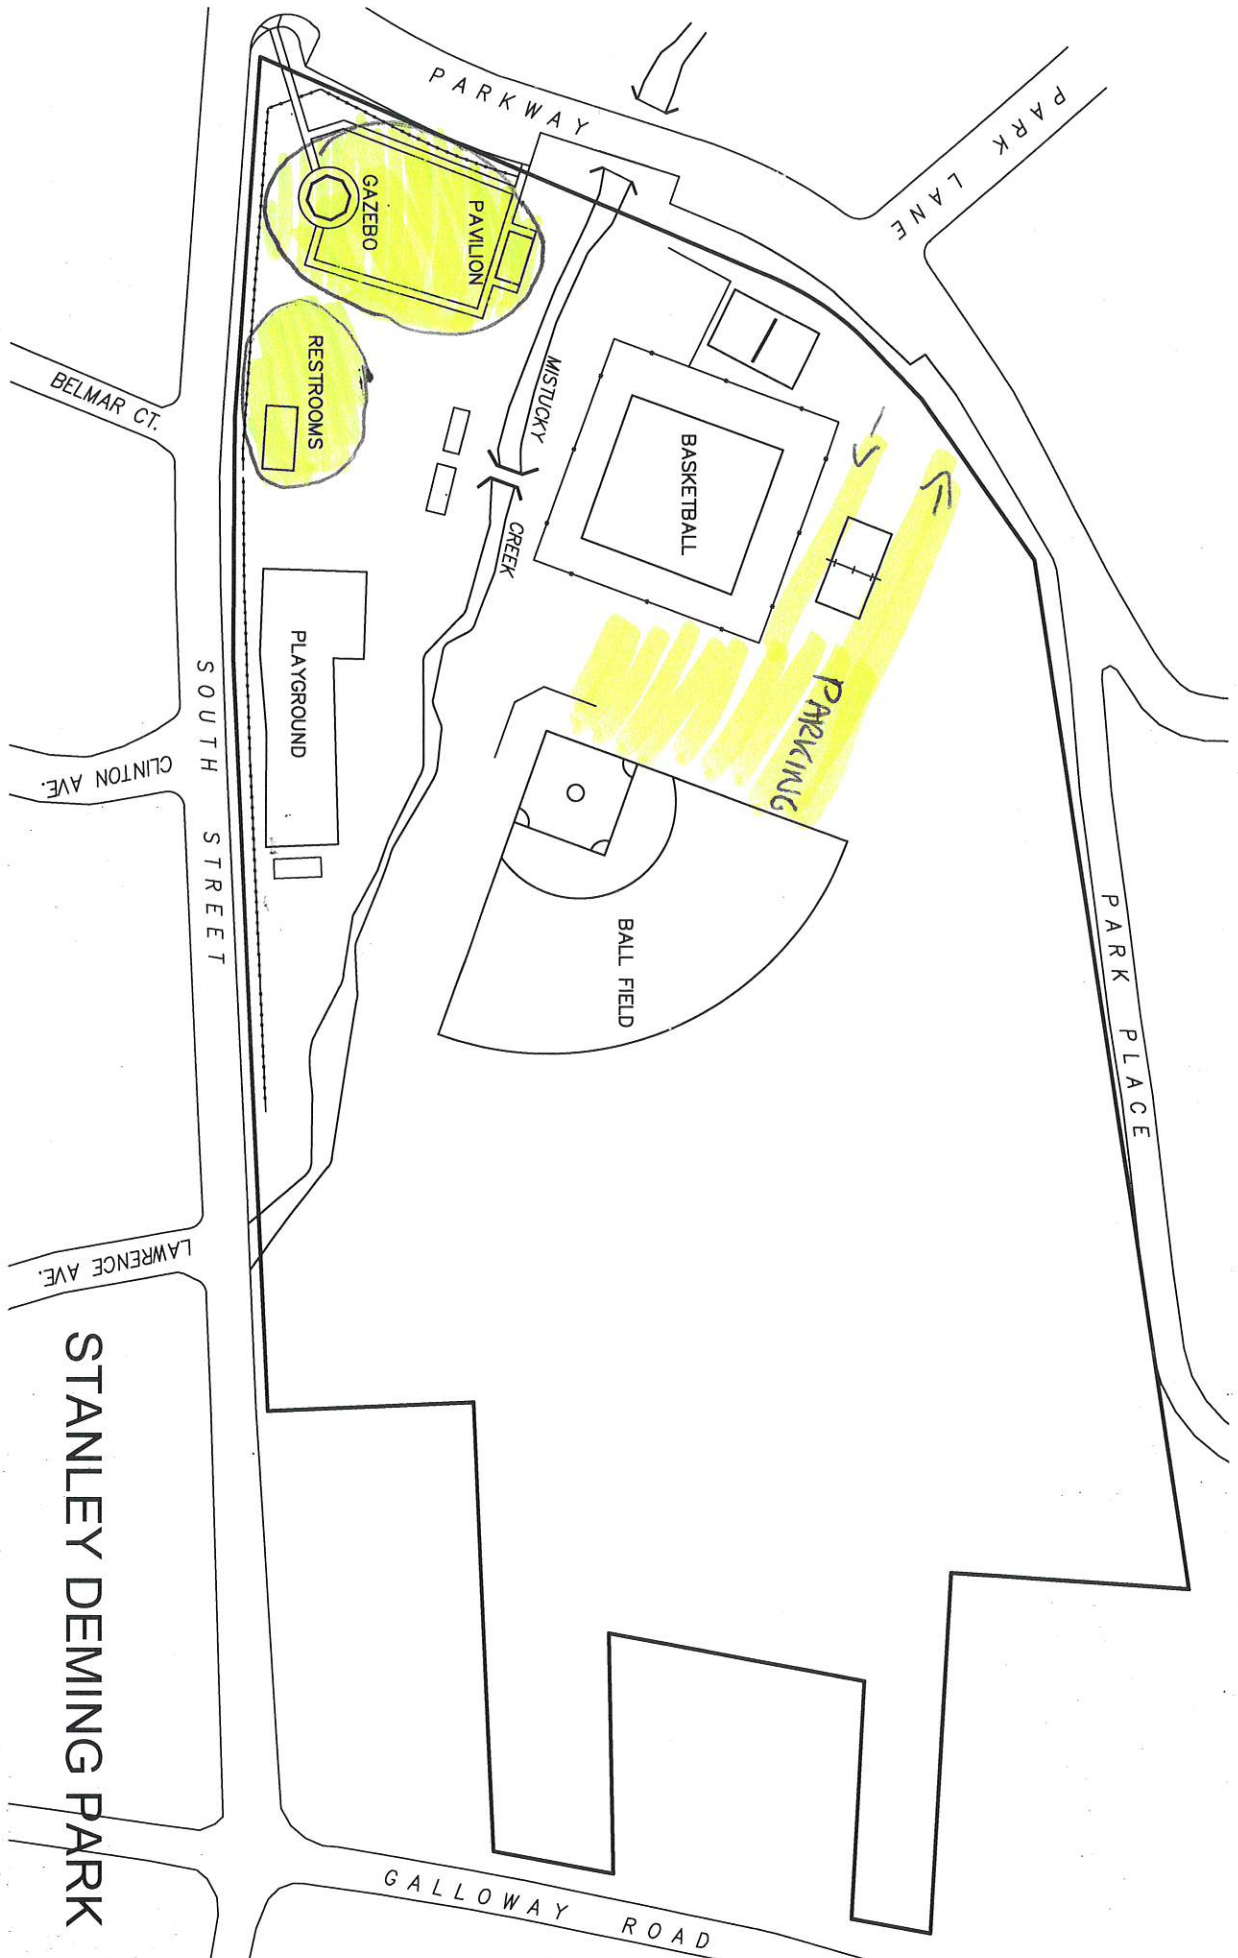 PARKWAY
PARK LANE
GAZEBO
PAVILION
RESTROOMS
MISTUCKY
CREEK
BASKETBALL
PARKING
PLAYGROUND
BALL FIELD
BELMAR CT.
CLINTON AVE.
SOUTH STREET
PARK PLACE
LAWRENCE AVE.
GALLOWAY ROAD
STANLEY DEMING PARK